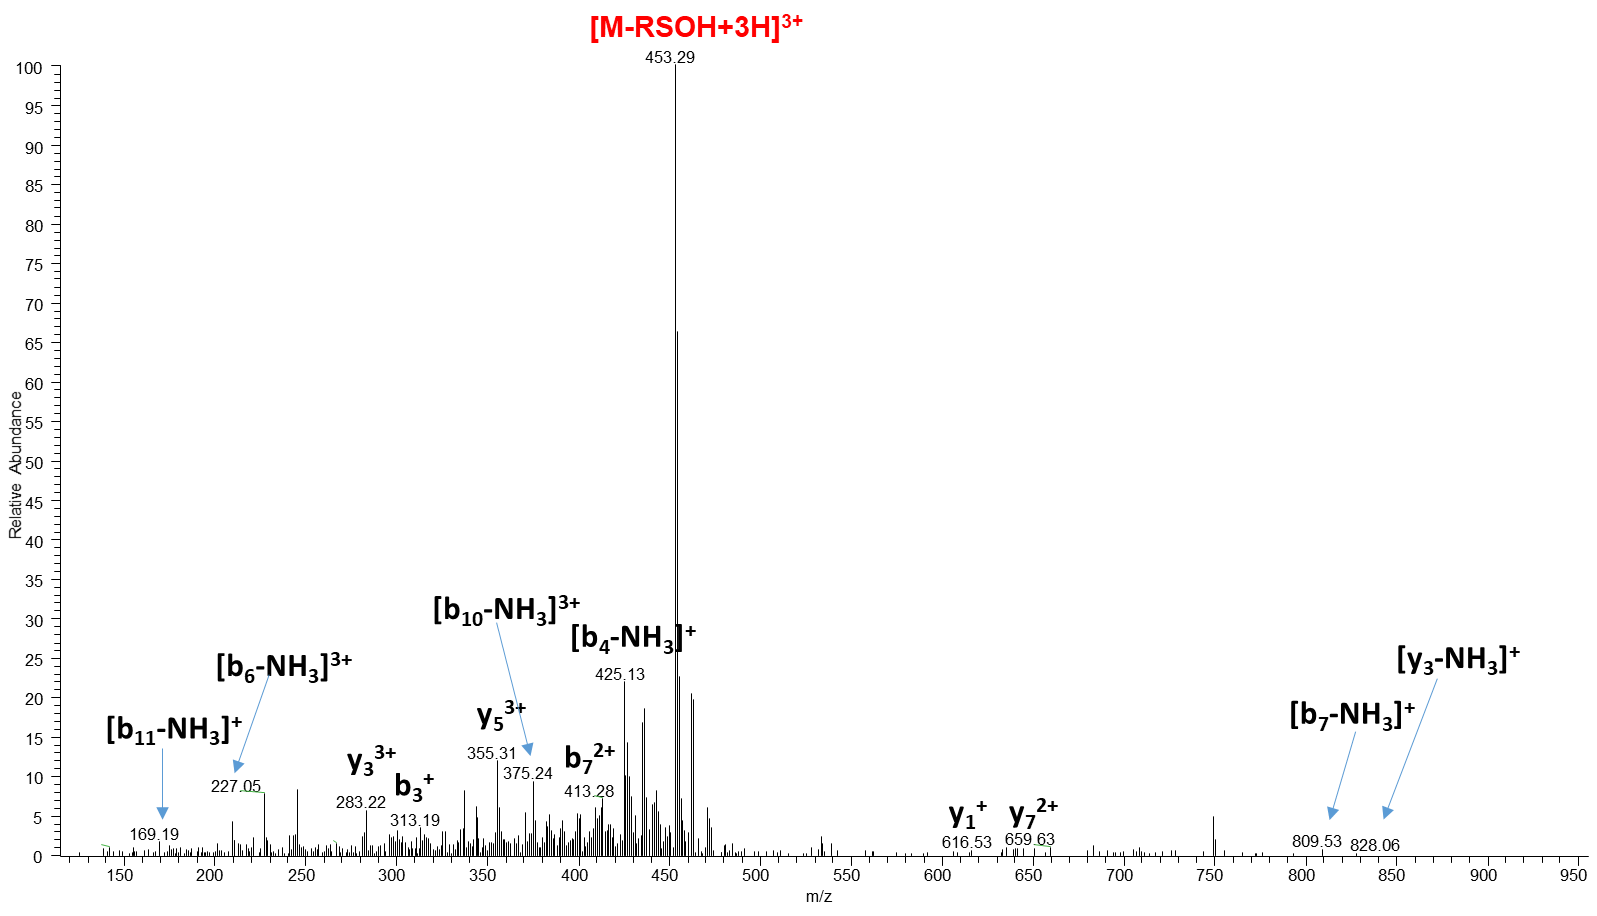 [M-RSOH+3H]³⁺
453.29
100
95
90
85
80
75
70
65
60
55
50
45
40
35
30
25
20
15
10
5
0
Relative Abundance
[b₁₀-NH₃]³⁺
375.24
[b₄-NH₃]⁺
425.13
[b₆-NH₃]³⁺
227.05
[y₃-NH₃]⁺
828.06
[b₁₁-NH₃]⁺
169.19
y₅³⁺
355.31
[b₇-NH₃]⁺
809.53
y₃³⁺
283.22
b₃⁺
313.19
b₇²⁺
413.28
y₁⁺
616.53
y₇²⁺
659.63
150 200 250 300 350 400 450 500 550 600 650 700 750 800 850 900 950
m/z